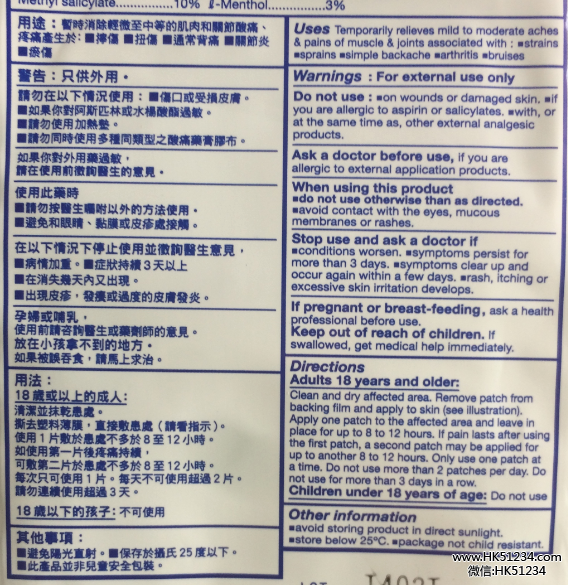 Methyl salicylate..............10% ℓ-Menthol..............3%
用途：暫時消除輕微至中等的肌肉和關節酸痛、
疼痛產生於：■捧傷 ■扭傷 ■通常背痛 ■關節炎
■瘀傷
警告：只供外用。
請勿在以下情況使用：■傷口或受損皮膚。
■如果你對阿斯匹林或水楊酸酯過敏。
■請勿使用加熱墊。
■請勿同時使用多種同類型之酸痛藥膏膠布。
如果你對外用藥過敏，
請在使用前徵詢醫生的意見。
使用此藥時
■請勿按醫生囑咐以外的方法使用。
■避免和眼睛、黏膜或皮疹處接觸。
在以下情況下停止使用並徵詢醫生意見，
■病情加重。■症狀持續3天以上
■在消失幾天內又出現。
■出現皮疹，發癢或過度的皮膚發炎。
孕婦或哺乳，
使用前請咨詢醫生或藥劑師的意見。
放在小孩拿不到的地方。
如果被誤吞食，請馬上求治。
用法：
18歲或以上的成人：
清潔並抹乾患處。
撕去塑料薄膜，直接敷患處（請看指示）。
使用1片敷於患處不多於8至12小時。
如使用第一片後疼痛持續，
可敷第二片於患處不多於8至12小時。
每次只可使用1片。每天不可使用超過2片。
請勿連續使用超過3天。
18歲以下的孩子：不可使用
其他事項：
■避免陽光直射。■保存於攝氏25度以下。
■此產品並非兒童安全包裝。
Uses Temporarily relieves mild to moderate aches
& pains of muscle & joints associated with : ■strains
■sprains ■simple backache ■arthritis ■bruises
Warnings : For external use only
Do not use : ■on wounds or damaged skin. ■if
you are allergic to aspirin or salicylates. ■with, or
at the same time as, other external analgesic
products.
Ask a doctor before use, if you are
allergic to external application products.
When using this product
■do not use otherwise than as directed.
■avoid contact with the eyes, mucous
membranes or rashes.
Stop use and ask a doctor if
■conditions worsen. ■symptoms persist for
more than 3 days. ■symptoms clear up and
occur again within a few days. ■rash, itching or
excessive skin irritation develops.
If pregnant or breast-feeding, ask a health
professional before use.
Keep out of reach of children. If
swallowed, get medical help immediately.
Directions
Adults 18 years and older:
Clean and dry affected area. Remove patch from
backing film and apply to skin (see illustration).
Apply one patch to the affected area and leave in
place for up to 8 to 12 hours. If pain lasts after using
the first patch, a second patch may be applied for
up to another 8 to 12 hours. Only use one patch at
a time. Do not use more than 2 patches per day. Do
not use for more than 3 days in a row.
Children under 18 years of age: Do not use
Other information
■avoid storing product in direct sunlight.
■store below 25°C. ■package not child resistant.
www.HK51234.com
微信:HK51234